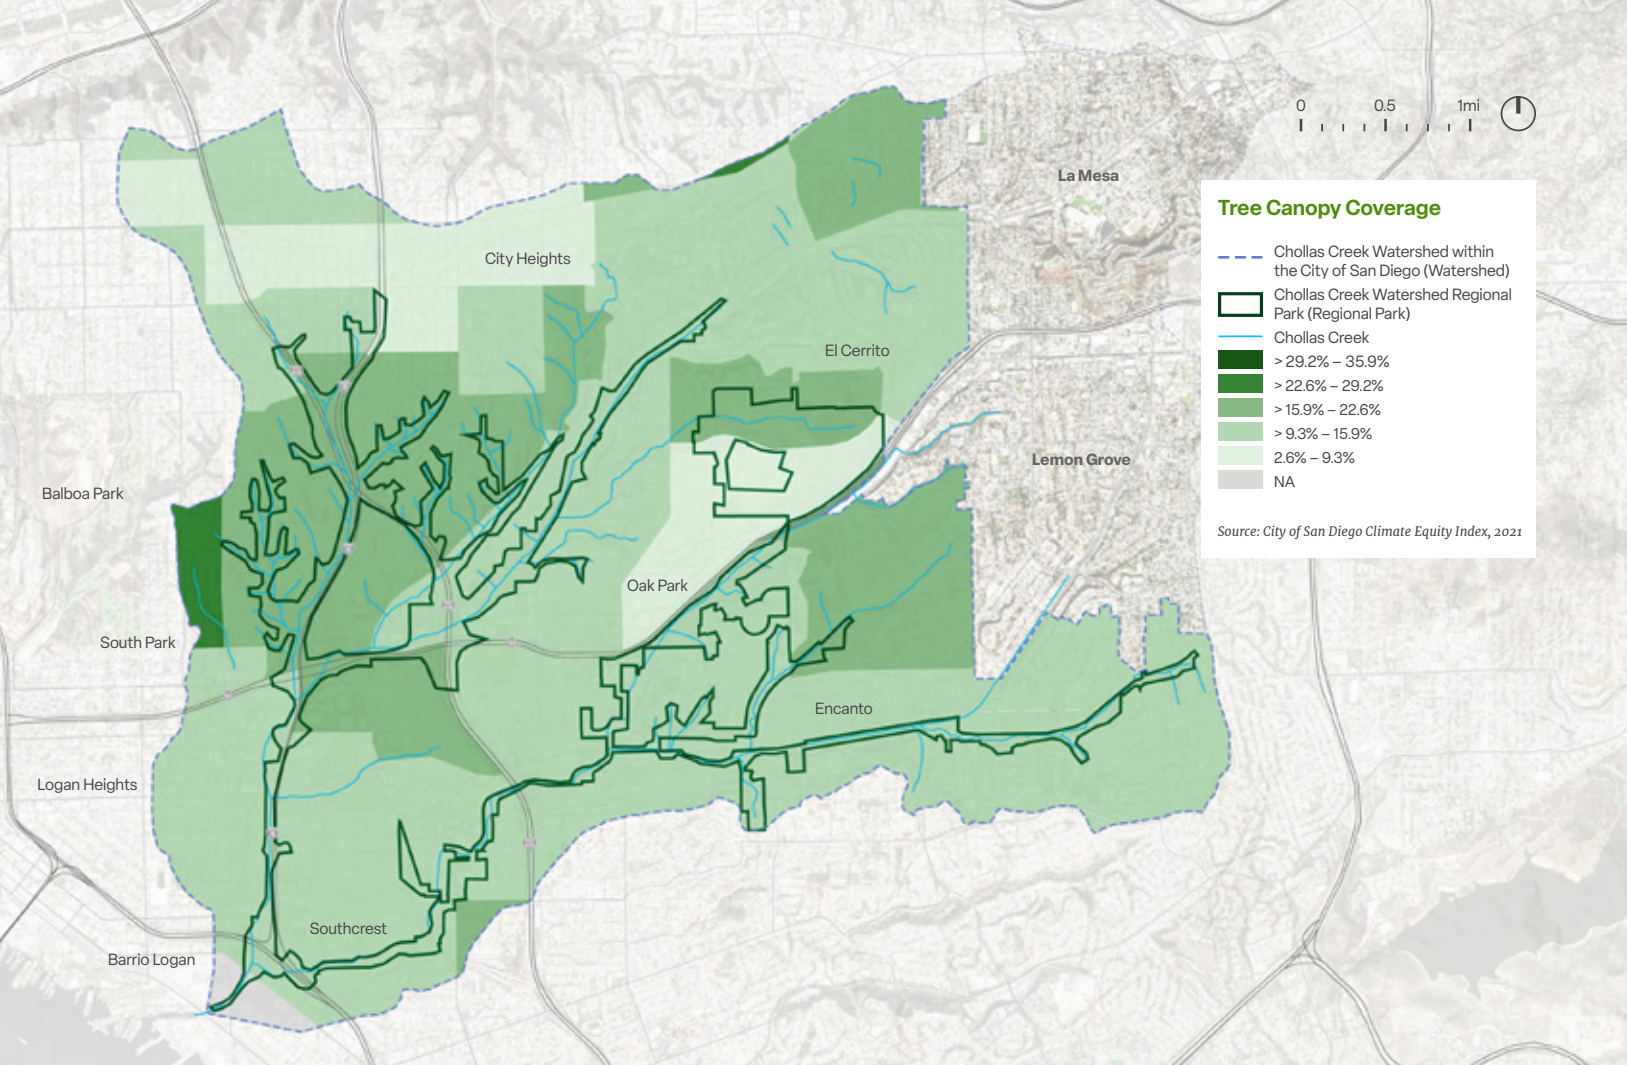 0 0.5 1mi
La Mesa
Tree Canopy Coverage
Chollas Creek Watershed within
the City of San Diego (Watershed)
Chollas Creek Watershed Regional
Park (Regional Park)
Chollas Creek
> 29.2% – 35.9%
> 22.6% – 29.2%
> 15.9% – 22.6%
> 9.3% – 15.9%
2.6% – 9.3%
NA
Source: City of San Diego Climate Equity Index, 2021
City Heights
El Cerrito
Lemon Grove
Balboa Park
Oak Park
South Park
Encanto
Logan Heights
Southcrest
Barrio Logan